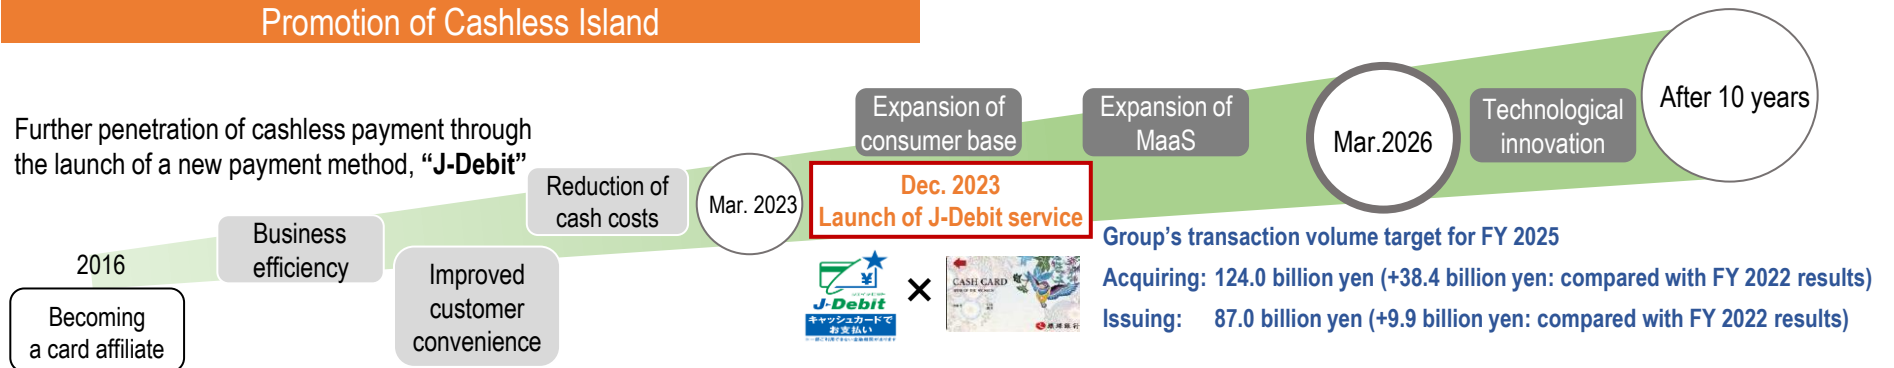 Promotion of Cashless Island
Further penetration of cashless payment through
the launch of a new payment method, “J-Debit”
2016
Becoming
a card affiliate
Business
efficiency
Improved
customer
convenience
Reduction of
cash costs
Mar. 2023
Expansion of
consumer base
Dec. 2023
Launch of J-Debit service
Expansion of
MaaS
Mar.2026
Technological
innovation
After 10 years
J-Debit
キャッシュカードで
お支払い
×
CASH CARD
琉球銀行
Group’s transaction volume target for FY 2025
Acquiring: 124.0 billion yen (+38.4 billion yen: compared with FY 2022 results)
Issuing: 87.0 billion yen (+9.9 billion yen: compared with FY 2022 results)